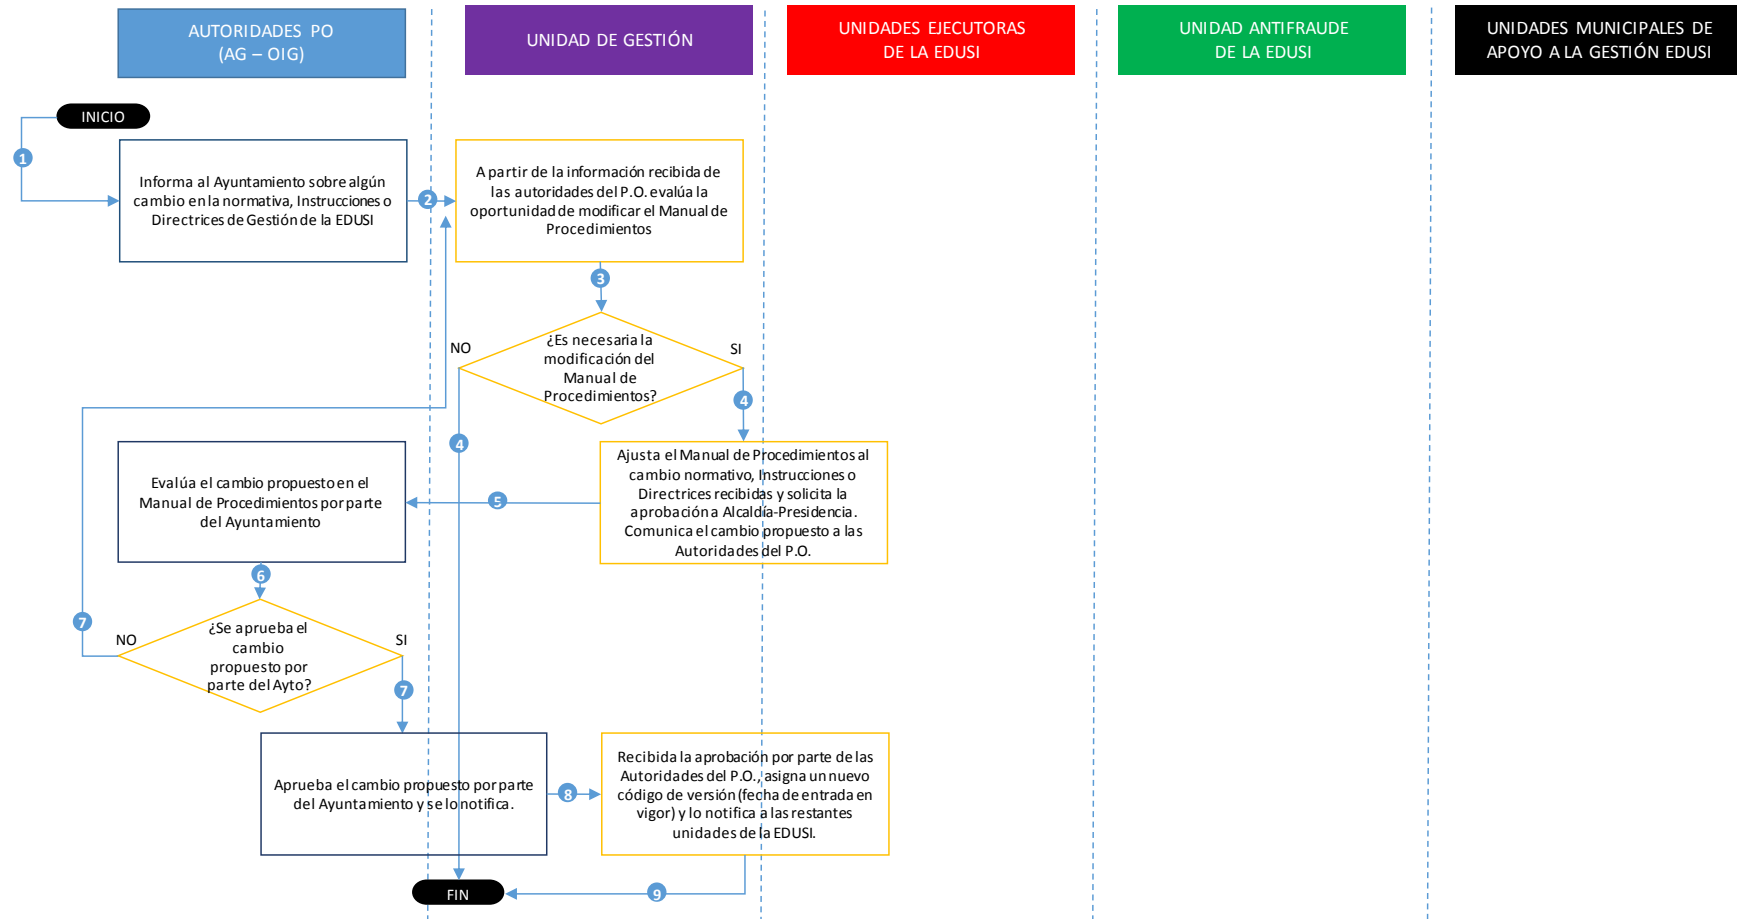 AUTORIDADES PO
(AG – OIG)
UNIDAD DE GESTIÓN
UNIDADES EJECUTORAS
DE LA EDUSI
UNIDAD ANTIFRAUDE
DE LA EDUSI
UNIDADES MUNICIPALES DE
APOYO A LA GESTIÓN EDUSI
INICIO
1
Informa al Ayuntamiento sobre algún
cambio en la normativa, Instrucciones o
Directrices de Gestión de la EDUSI
2
A partir de la información recibida de
las autoridades del P.O. evalúa la
oportunidad de modificar el Manual de
Procedimientos
3
¿Es necesaria la
modificación del
Manual de
Procedimientos?
NO
SI
4
4
Ajusta el Manual de Procedimientos al
cambio normativo, Instrucciones o
Directrices recibidas y solicita la
aprobación a Alcaldía-Presidencia.
Comunica el cambio propuesto a las
Autoridades del P.O.
5
Evalúa el cambio propuesto en el
Manual de Procedimientos por parte
del Ayuntamiento
6
¿Se aprueba el
cambio
propuesto por
parte del Ayto?
NO
SI
7
7
Aprueba el cambio propuesto por parte
del Ayuntamiento y se lo notifica.
8
Recibida la aprobación por parte de las
Autoridades del P.O., asigna un nuevo
código de versión (fecha de entrada en
vigor) y lo notifica a las restantes
unidades de la EDUSI.
9
FIN